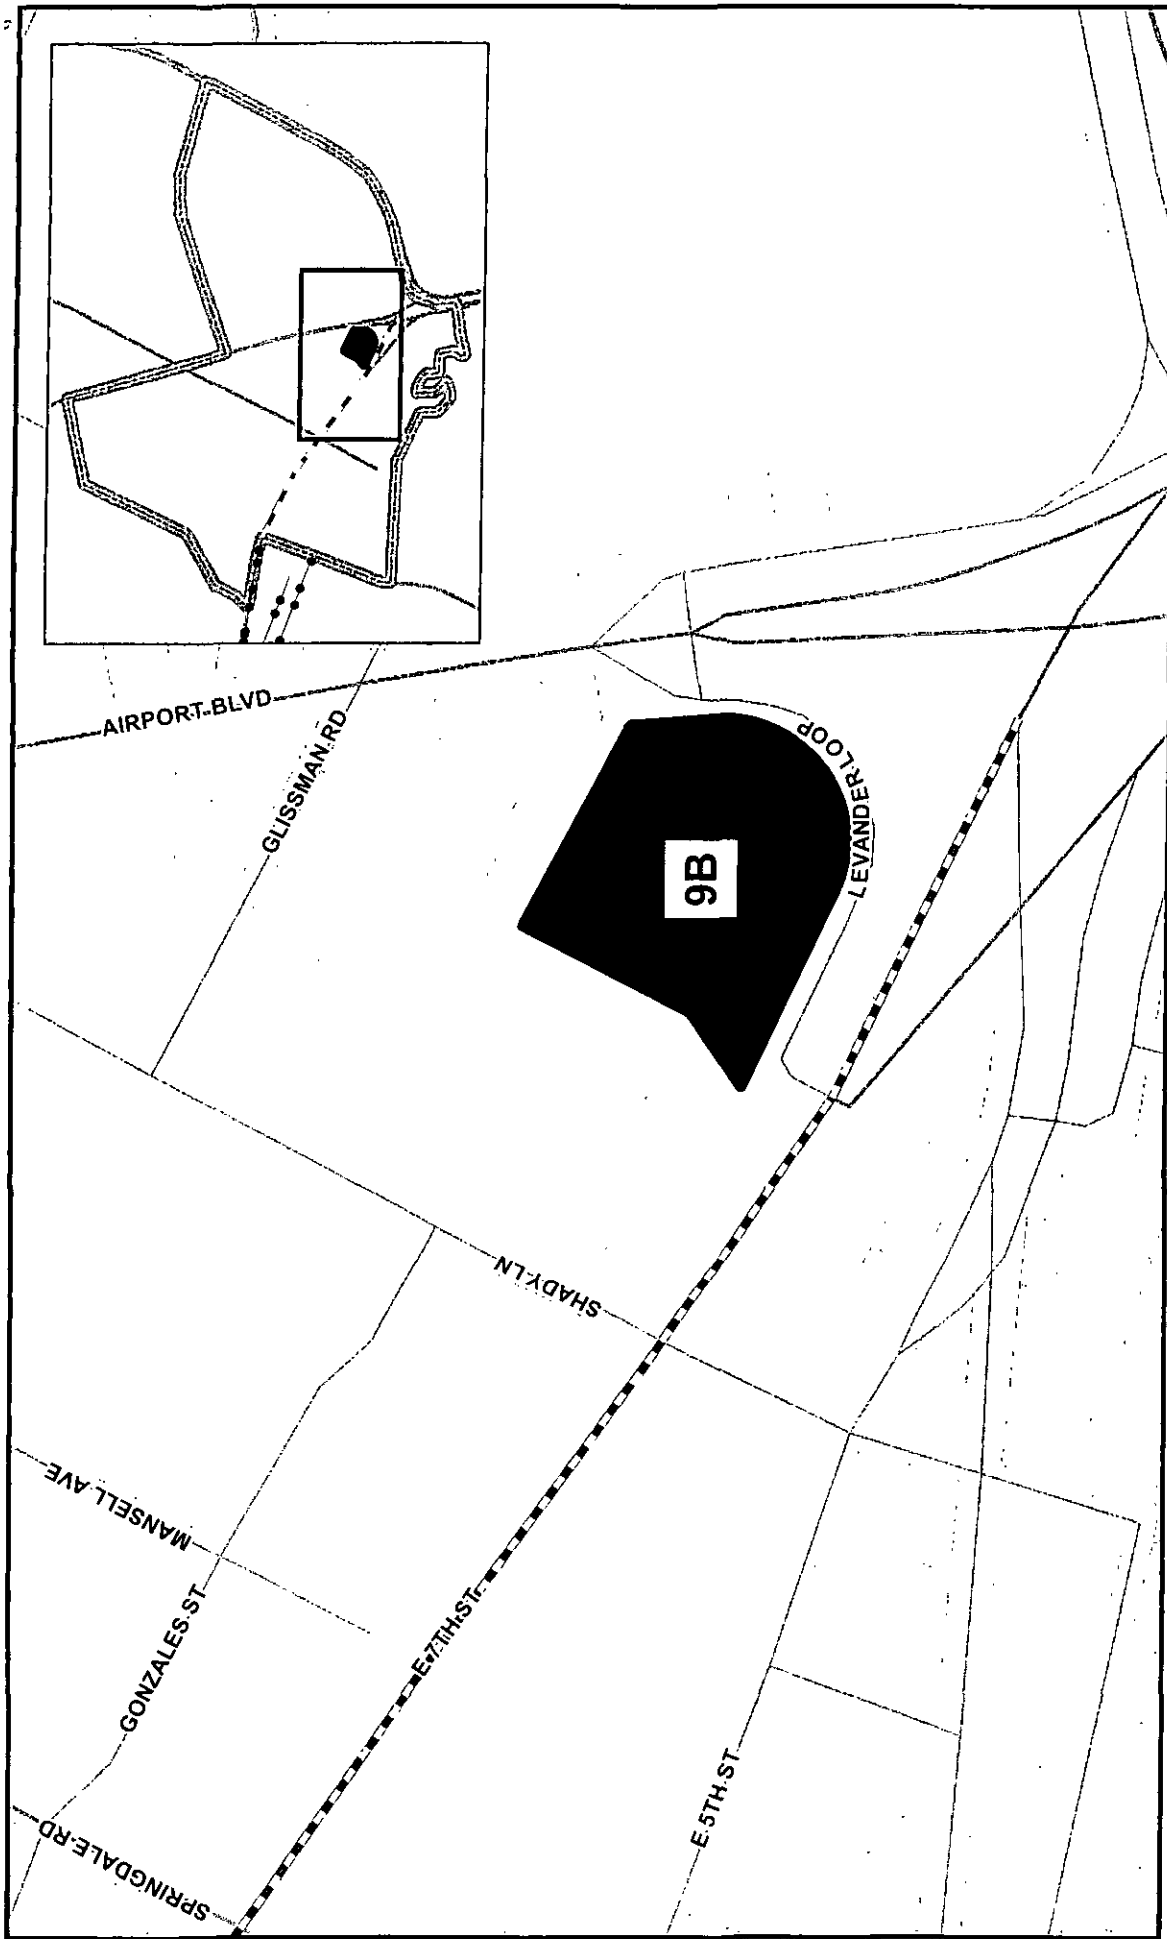 AIRPORT BLVD
GLISSMAN RD
LEVANDER LOOP
9B
SHADY LN
MANSELL AVE
GONZALES ST
E 7TH ST
E 5TH ST
SPRINGDALE RD